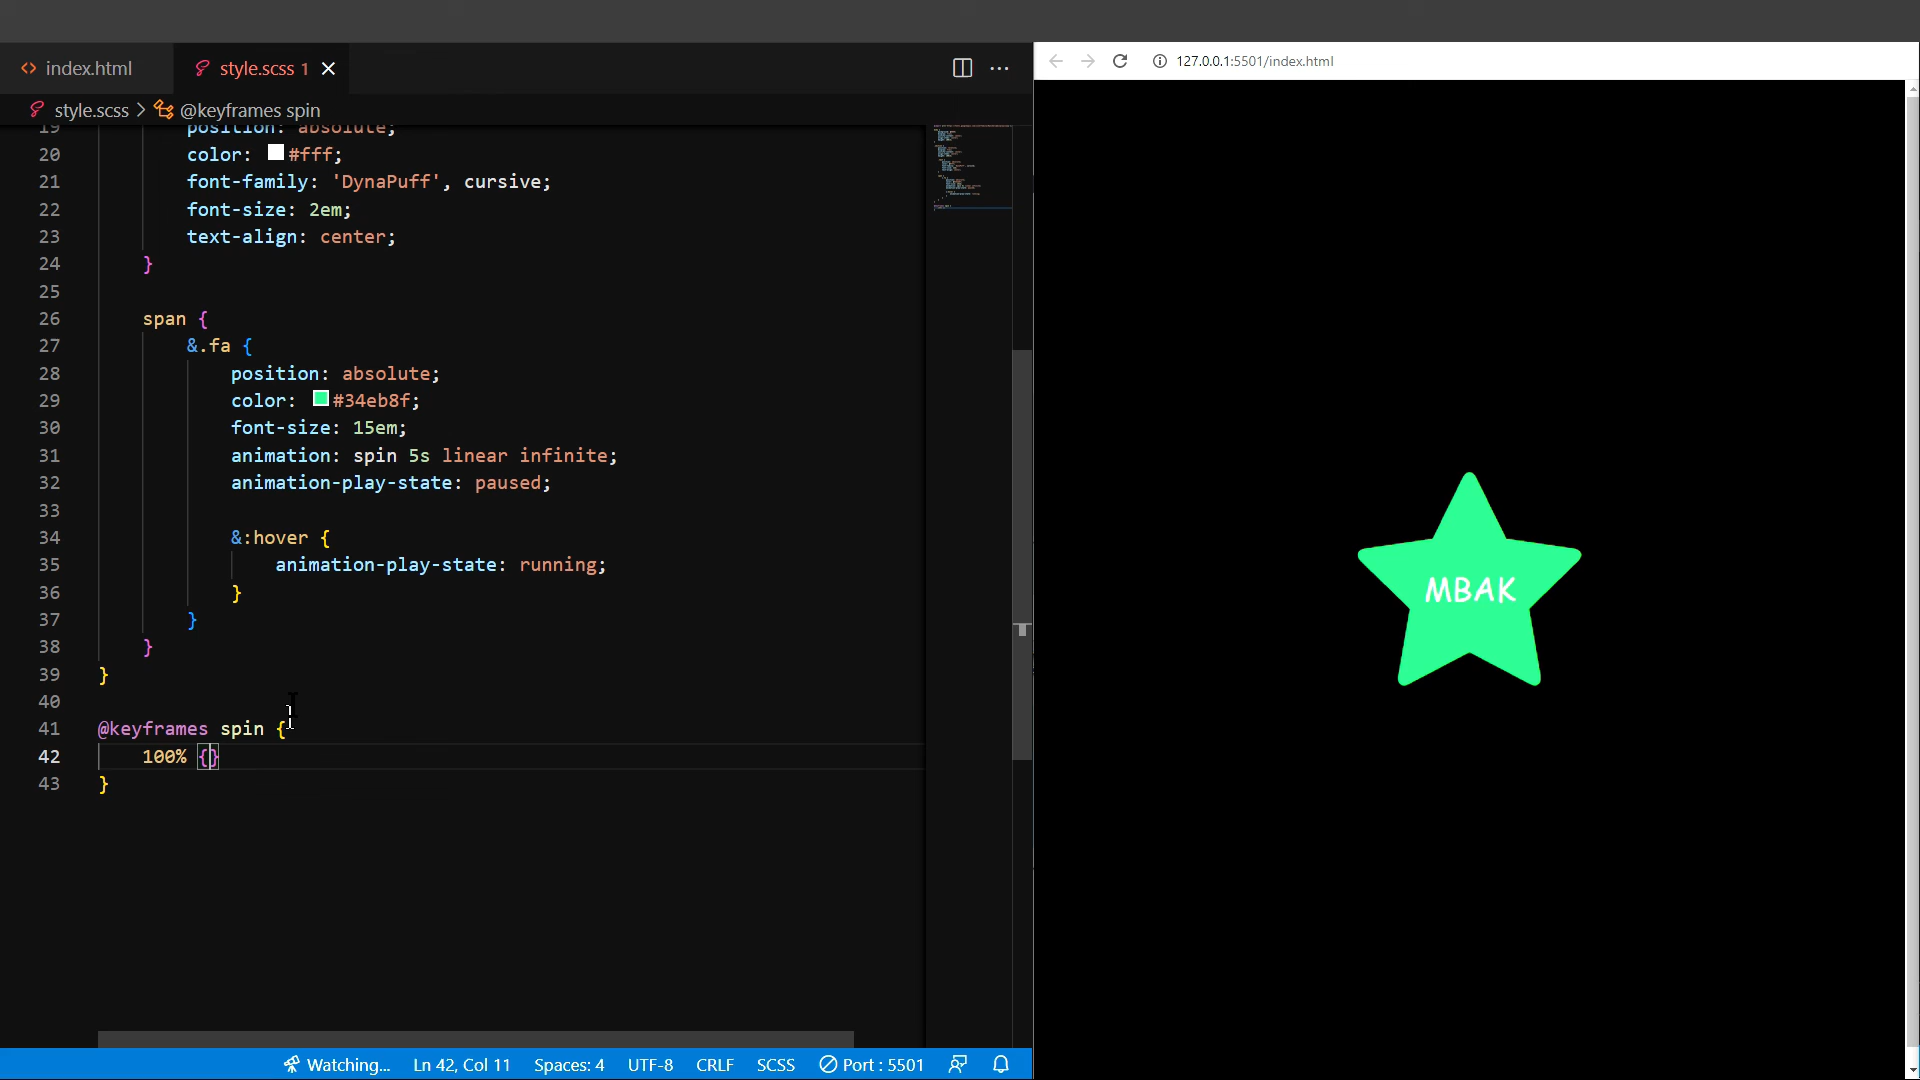 index.html
style.scss 1
127.0.0.1:5501/index.html
style.scss > @keyframes spin
19 position: absolute;
20 color: #fff;
21 font-family: 'DynaPuff', cursive;
22 font-size: 2em;
23 text-align: center;
24 }
25
26 span {
27 &.fa {
28 position: absolute;
29 color: #34eb8f;
30 font-size: 15em;
31 animation: spin 5s linear infinite;
32 animation-play-state: paused;
33
34 &:hover {
35 animation-play-state: running;
36 }
37 }
38 }
39 }
40
41 @keyframes spin {
42 100% {}
43 }
MBAK
Watching... Ln 42, Col 11 Spaces: 4 UTF-8 CRLF SCSS Port : 5501